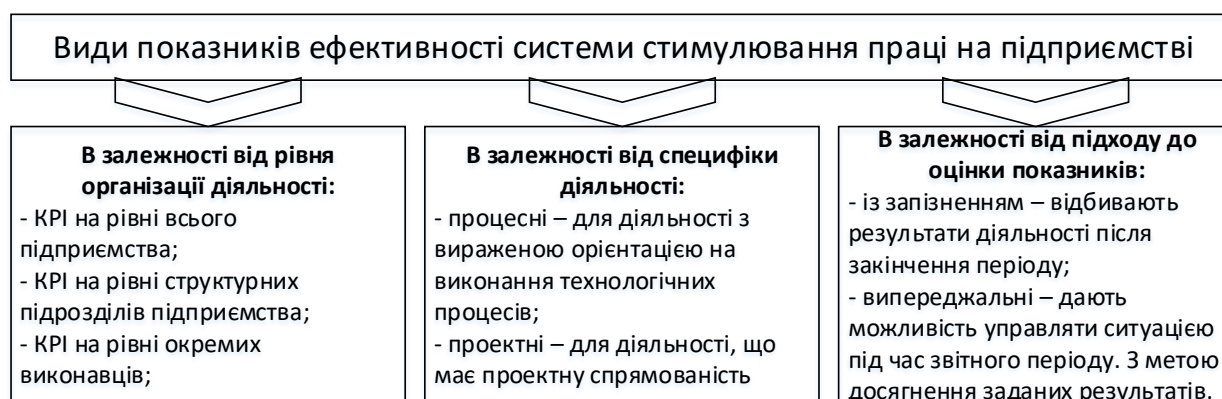 Види показників ефективності системи стимулювання праці на підприємстві
В залежності від рівня
організації діяльності:
- КРІ на рівні всього
підприємства;
- КРІ на рівні структурних
підрозділів підприємства;
- КРІ на рівні окремих
виконавців;
В залежності від специфіки
діяльності:
- процесні – для діяльності з
вираженою орієнтацією на
виконання технологічних
процесів;
- проектні – для діяльності, що
має проектну спрямованість
В залежності від підходу до
оцінки показників:
- із запізненням – відбивають
результати діяльності після
закінчення періоду;
- випереджальні – дають
можливість управляти ситуацією
під час звітного періоду. З метою
досягнення заданих результатів.